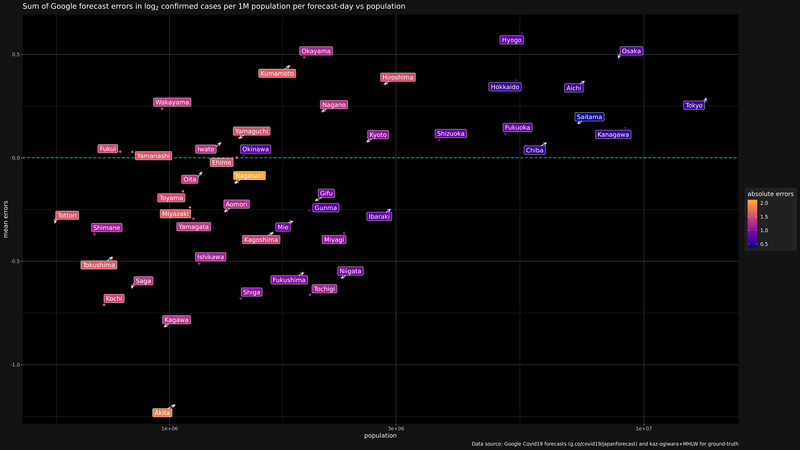 Sum of Google forecast errors in log₂ confirmed cases per 1M population per forecast-day vs population
Hyogo
Okayama
Osaka
0.5
Kumamoto
Hiroshima
Hokkaido
Aichi
Wakayama
Nagano
Tokyo
Saitama
Yamaguchi
Kyoto
Shizuoka
Fukuoka
Kanagawa
Fukui
Yamanashi
Iwate
Okinawa
Chiba
0.0
Ehime
Oita
Nagasaki
absolute errors
Toyama
Gifu
2.0
Tottori
Miyazaki
Aomori
Gunma
Ibaraki
1.5
mean errors
Shimane
Yamagata
Mie
1.0
Kagoshima
Miyagi
0.5
-0.5
Tokushima
Ishikawa
Saga
Fukushima
Niigata
Kochi
Shiga
Tochigi
Kagawa
-1.0
Akita
1e+06
3e+06
1e+07
population
Data source: Google Covid19 forecasts (g.co/covid19/japanforecast) and kaz-ogiwara+MHLW for ground-truth